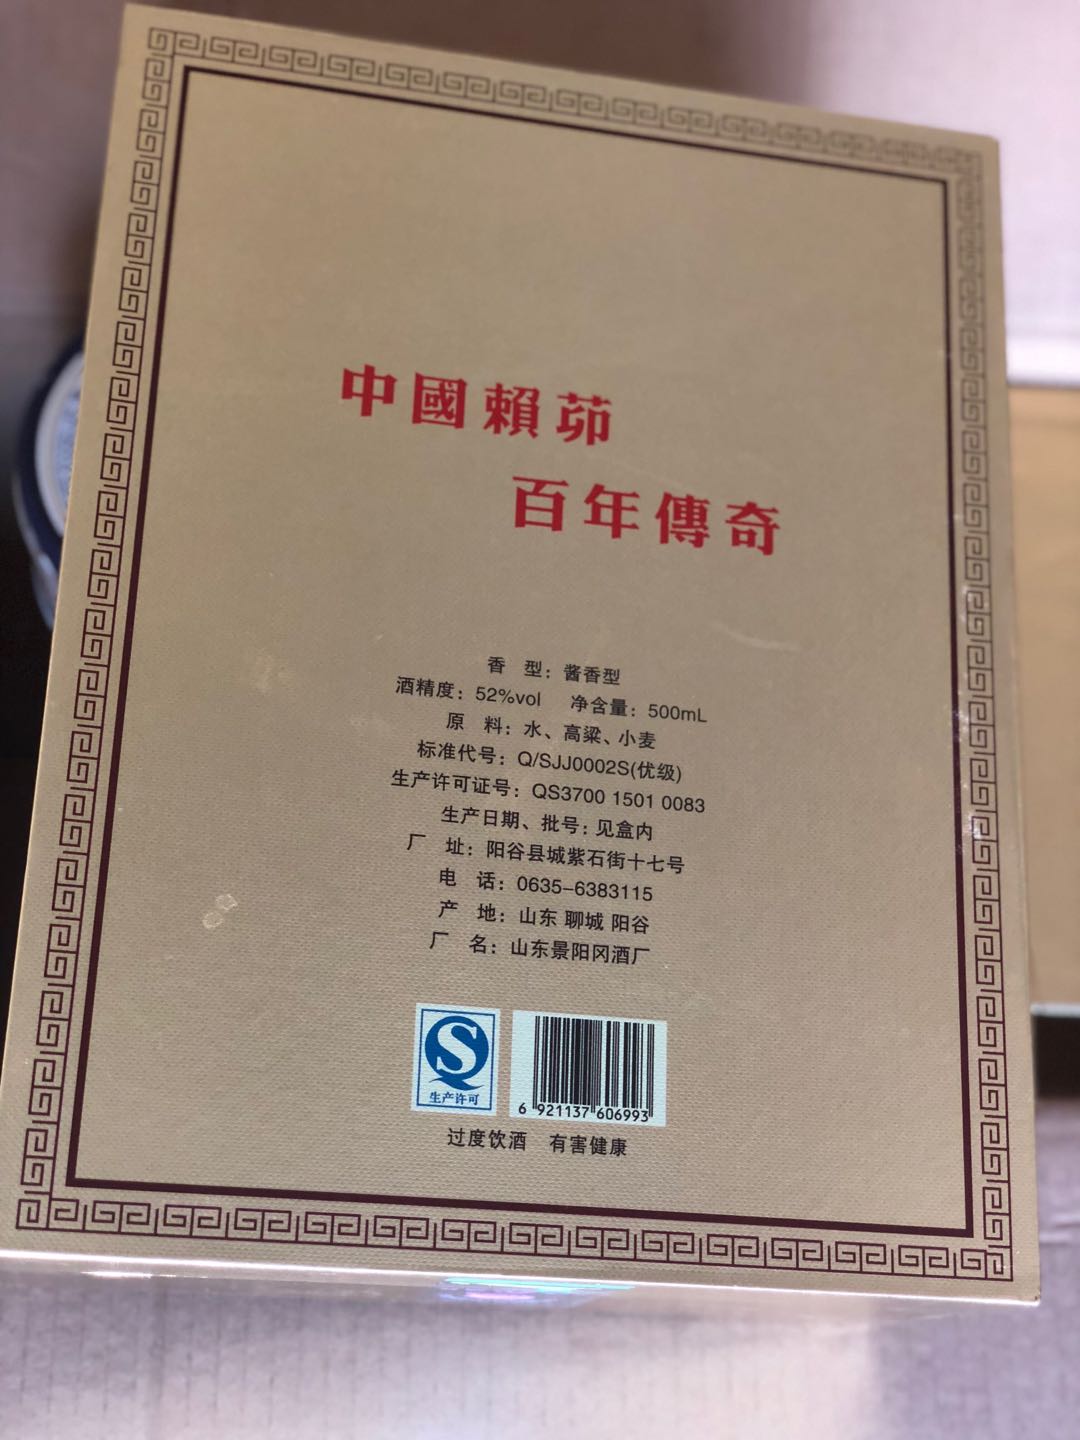 中國賴茆
百年傳奇
香 型：酱香型
酒精度：52%vol 净含量：500mL
原 料：水、高粱、小麦
标准代号：Q/SJJ0002S(优级)
生产许可证号：QS3700 1501 0083
生产日期、批号：见盒内
厂 址：阳谷县城紫石街十七号
电 话：0635-6383115
产 地：山东 聊城 阳谷
厂 名：山东景阳冈酒厂
生产许可
6 921137 606993
过度饮酒 有害健康